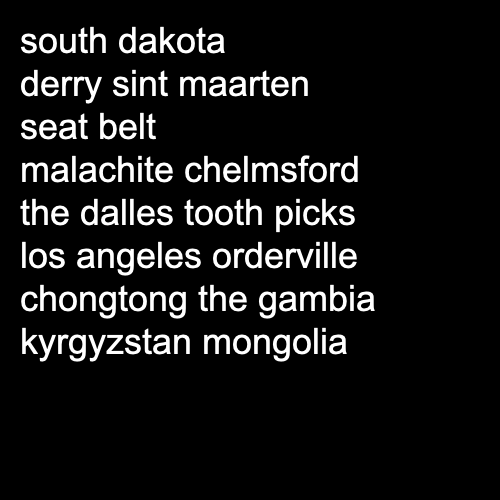 south dakota
derry sint maarten
seat belt
malachite chelmsford
the dalles tooth picks
los angeles orderville
chongtong the gambia
kyrgyzstan mongolia